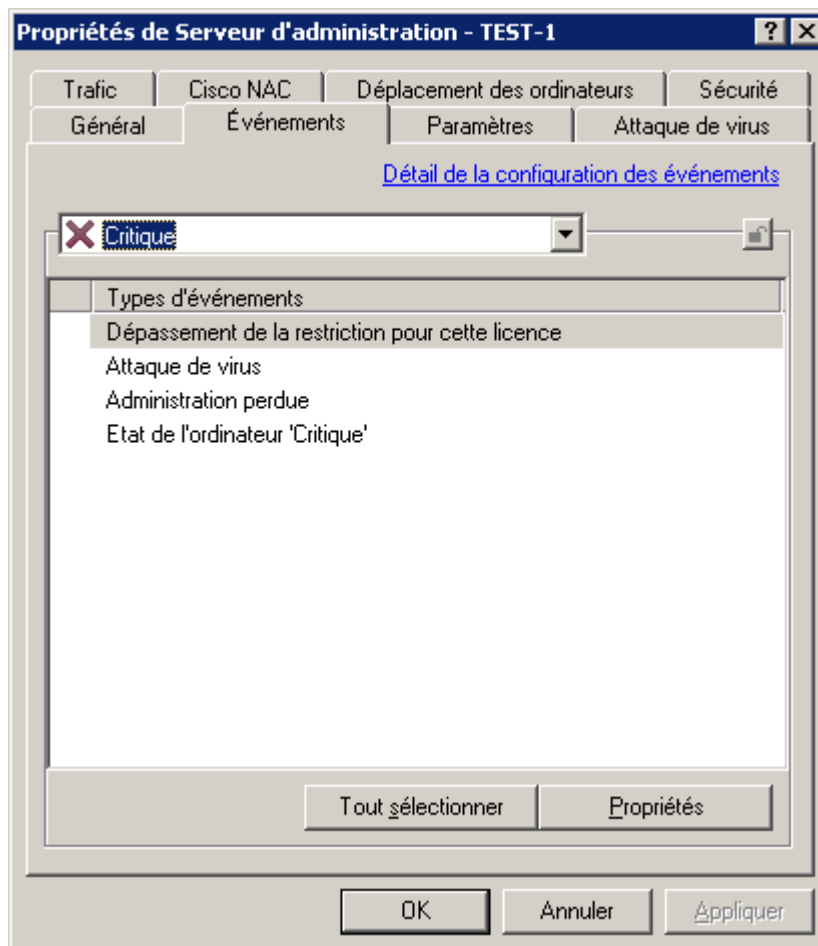 Propriétés de Serveur d'administration - TEST-1
Trafic Cisco NAC Déplacement des ordinateurs Sécurité
Général Événements Paramètres Attaque de virus
Détail de la configuration des événements
Critique
Types d'événements
Dépassement de la restriction pour cette licence
Attaque de virus
Administration perdue
Etat de l'ordinateur 'Critique'
Tout sélectionner Propriétés
OK Annuler Appliquer